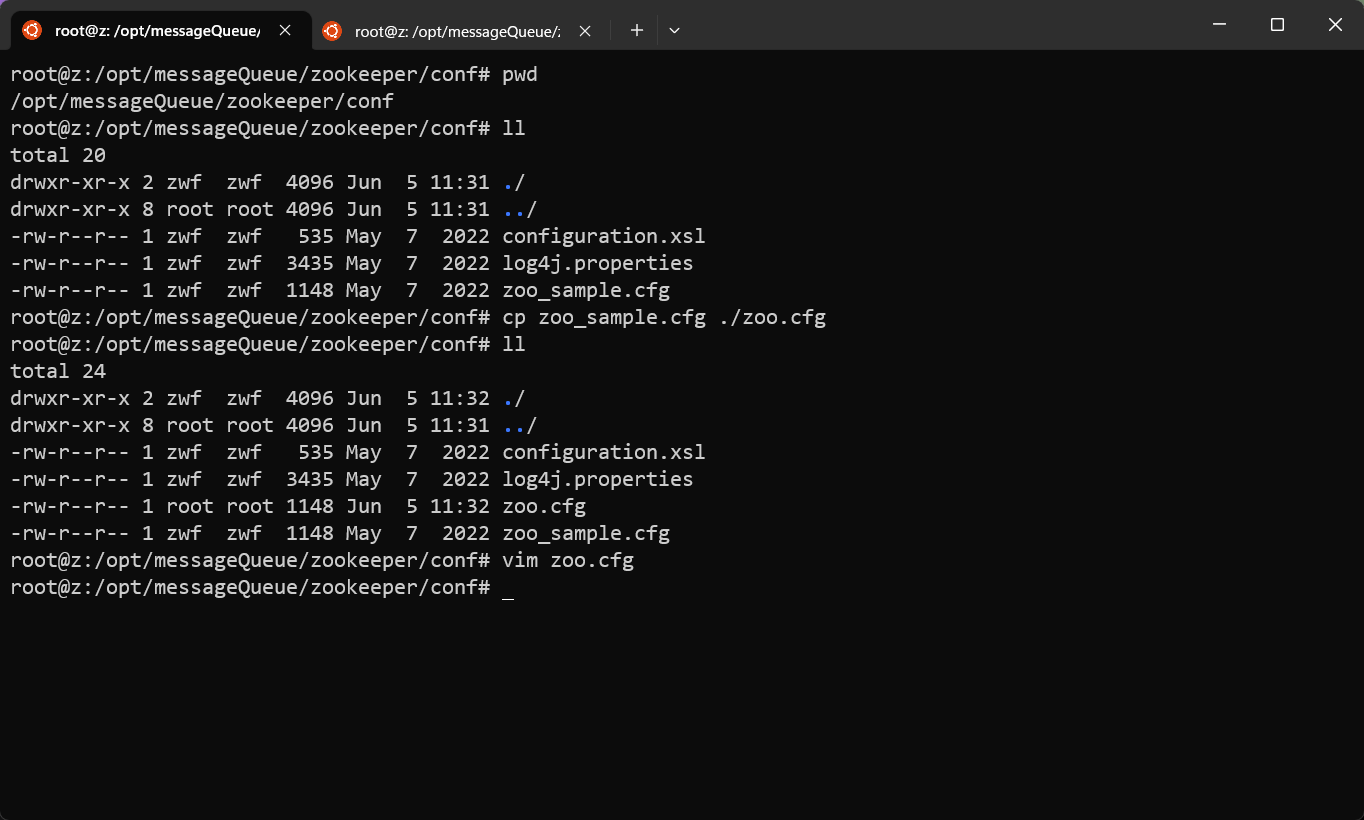 root@z: /opt/messageQueue/ root@z: /opt/messageQueue/
root@z:/opt/messageQueue/zookeeper/conf# pwd
/opt/messageQueue/zookeeper/conf
root@z:/opt/messageQueue/zookeeper/conf# ll
total 20
drwxr-xr-x 2 zwf  zwf  4096 Jun  5 11:31 ./
drwxr-xr-x 8 root root 4096 Jun  5 11:31 ../
-rw-r--r-- 1 zwf  zwf   535 May  7  2022 configuration.xsl
-rw-r--r-- 1 zwf  zwf  3435 May  7  2022 log4j.properties
-rw-r--r-- 1 zwf  zwf  1148 May  7  2022 zoo_sample.cfg
root@z:/opt/messageQueue/zookeeper/conf# cp zoo_sample.cfg ./zoo.cfg
root@z:/opt/messageQueue/zookeeper/conf# ll
total 24
drwxr-xr-x 2 zwf  zwf  4096 Jun  5 11:32 ./
drwxr-xr-x 8 root root 4096 Jun  5 11:31 ../
-rw-r--r-- 1 zwf  zwf   535 May  7  2022 configuration.xsl
-rw-r--r-- 1 zwf  zwf  3435 May  7  2022 log4j.properties
-rw-r--r-- 1 root root 1148 Jun  5 11:32 zoo.cfg
-rw-r--r-- 1 zwf  zwf  1148 May  7  2022 zoo_sample.cfg
root@z:/opt/messageQueue/zookeeper/conf# vim zoo.cfg
root@z:/opt/messageQueue/zookeeper/conf# _